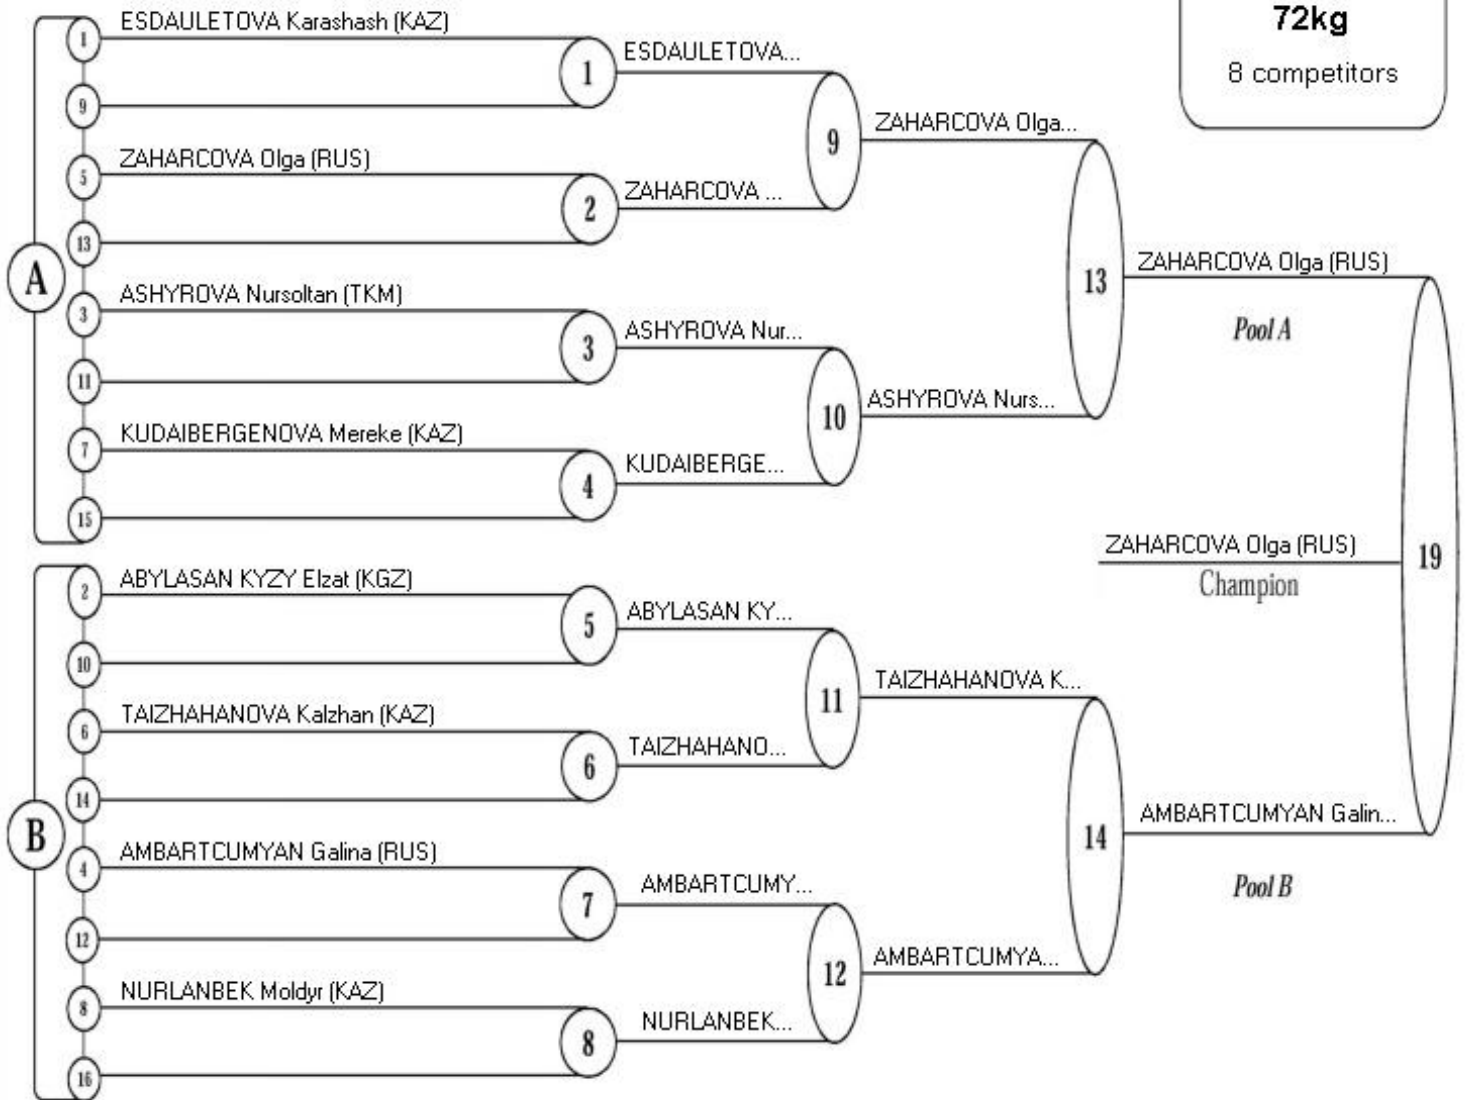 72kg
8 competitors
A
1
ESDAULETOVA Karashash (KAZ)
9
1
ESDAULETOVA...
5
ZAHARCOVA Olga (RUS)
13
2
ZAHARCOVA ...
9
ZAHARCOVA Olga...
3
ASHYROVA Nursoltan (TKM)
11
3
ASHYROVA Nur...
7
KUDAIBERGENOVA Mereke (KAZ)
15
4
KUDAIBERGE...
10
ASHYROVA Nurs...
13
ZAHARCOVA Olga (RUS)
Pool A
B
2
ABYLASAN KYZY Elzat (KGZ)
10
5
ABYLASAN KY...
6
TAIZHAHANOVA Kalzhan (KAZ)
14
6
TAIZHAHANO...
11
TAIZHAHANOVA K...
4
AMBARTCUMYAN Galina (RUS)
12
7
AMBARTCUMY...
8
NURLANBEK Moldyr (KAZ)
16
8
NURLANBEK...
12
AMBARTCUMYA...
14
AMBARTCUMYAN Galin...
Pool B
19
ZAHARCOVA Olga (RUS)
Champion